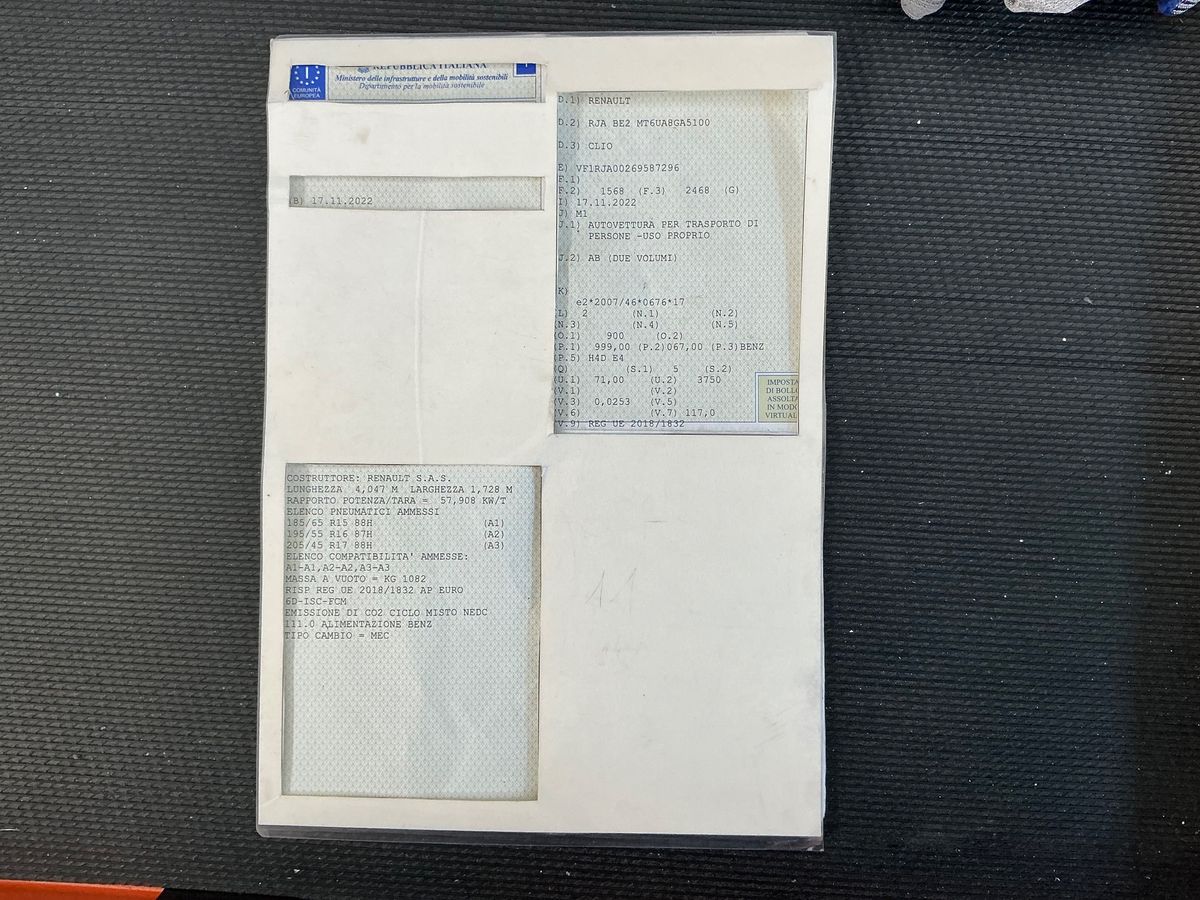 REPUBBLICA ITALIANA
Ministero delle infrastrutture e della mobilità sostenibili
Dipartimento per la mobilità sostenibile
I
COMUNITÀ
EUROPEA
(B) 17.11.2022
D.1) RENAULT
D.2) RJA BE2 MT6UA8GA5100
D.3) CLIO
E) VF1RJA00269587296
F.1)
F.2) 1568 (F.3) 2468 (G)
I) 17.11.2022
J) M1
J.1) AUTOVETTURA PER TRASPORTO DI
PERSONE -USO PROPRIO
J.2) AB (DUE VOLUMI)
K)
e2*2007/46*0676*17
L) 2 (N.1) (N.2)
(N.3) (N.4) (N.5)
(O.1) 900 (O.2)
(P.1) 999,00 (P.2)067,00 (P.3)BENZ
(P.5) H4D E4
(Q) (S.1) 5 (S.2)
(U.1) 71,00 (U.2) 3750
(V.1) (V.2)
(V.3) 0,0253 (V.5)
(V.6) (V.7) 117,0
(V.9) REG UE 2018/1832
IMPOSTA
DI BOLLO
ASSOLTA
IN MODO
VIRTUAL
COSTRUTTORE: RENAULT S.A.S.
LUNGHEZZA 4,047 M LARGHEZZA 1,728 M
RAPPORTO POTENZA/TARA = 57,908 KW/T
ELENCO PNEUMATICI AMMESSI
185/65 R15 88H (A1)
195/55 R16 87H (A2)
205/45 R17 88H (A3)
ELENCO COMPATIBILITA' AMMESSE:
A1-A1,A2-A2,A3-A3
MASSA A VUOTO = KG 1082
RISP REG UE 2018/1832 AP EURO
6D-ISC-FCM
EMISSIONE DI CO2 CICLO MISTO NEDC
111.0 ALIMENTAZIONE BENZ
TIPO CAMBIO = MEC
11